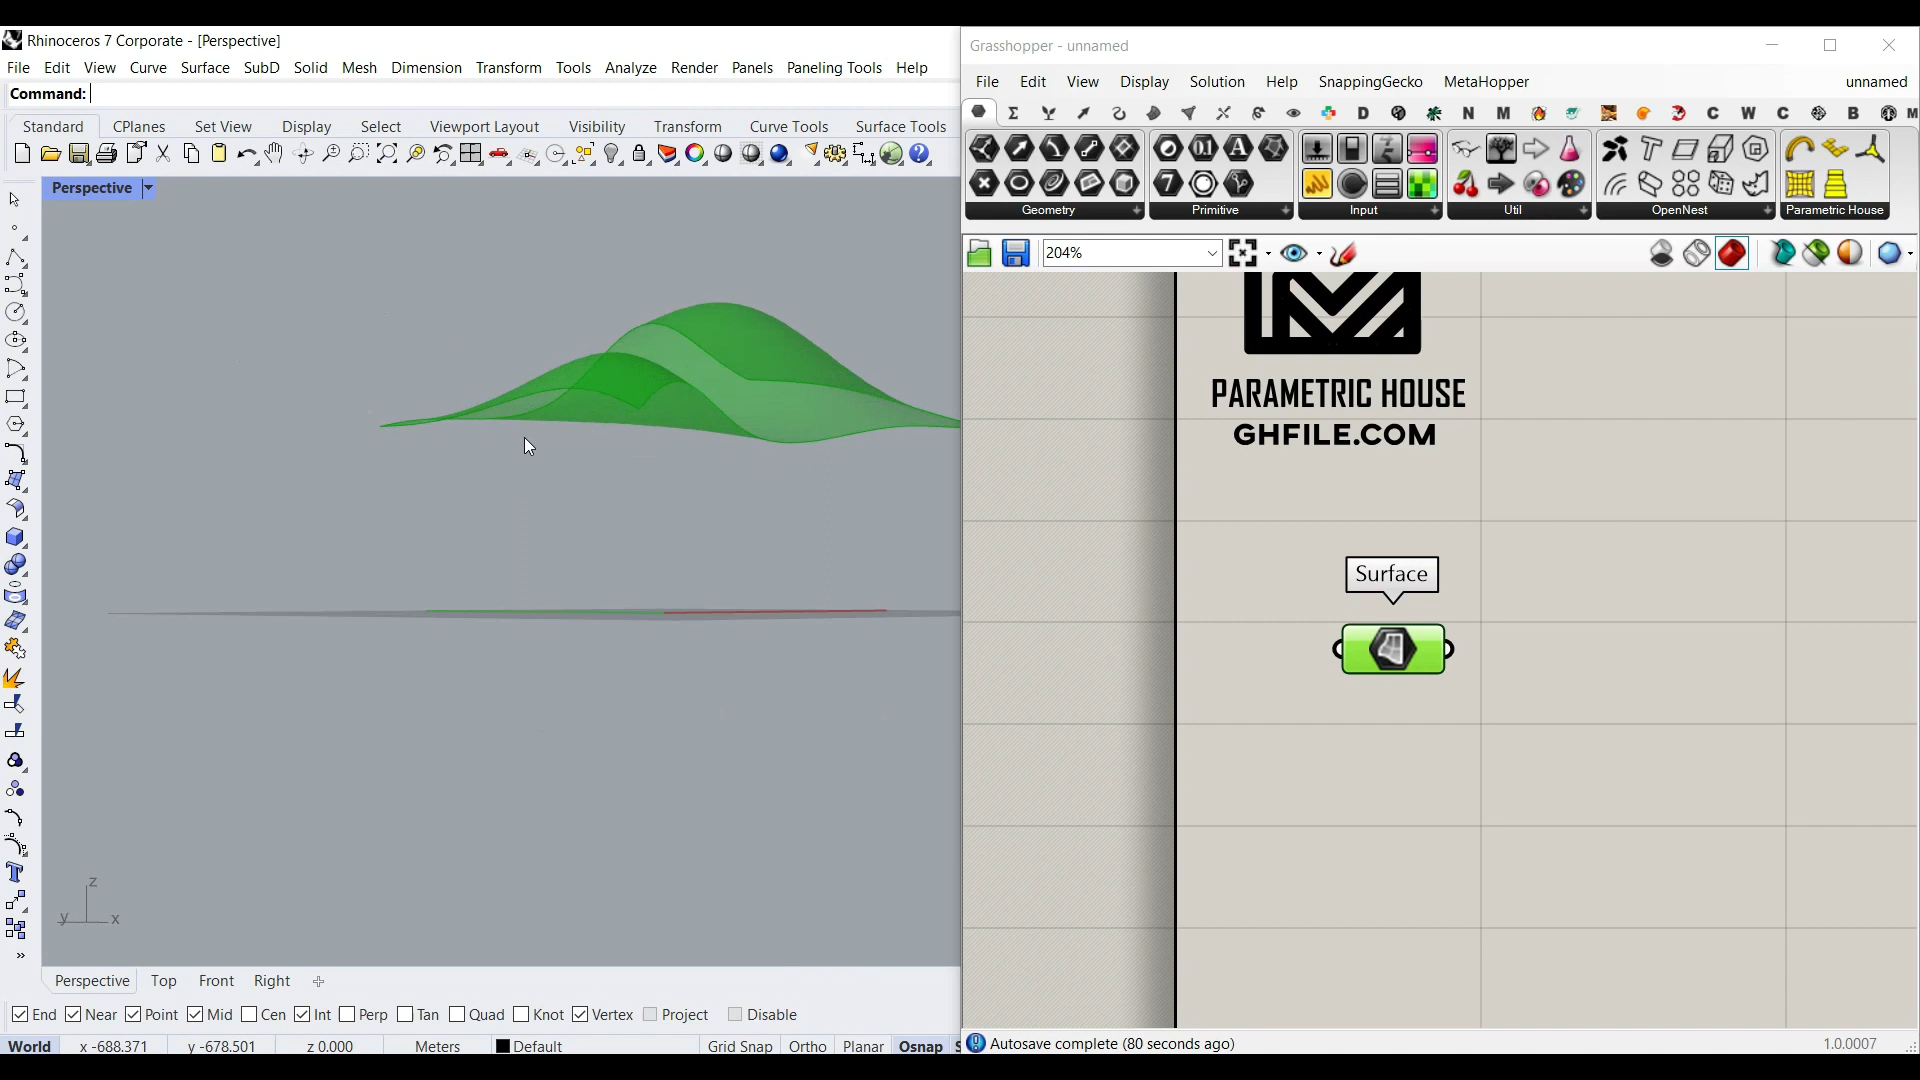 Rhinoceros 7 Corporate - [Perspective]
File Edit View Curve Surface SubD Solid Mesh Dimension Transform Tools Analyze Render Panels Paneling Tools Help
Command:
Standard CPlanes Set View Display Select Viewport Layout Visibility Transform Curve Tools Surface Tools
Perspective
z
y x
Perspective Top Front Right
End Near Point Mid Cen Int Perp Tan Quad Knot Vertex Project Disable
World x -688.371 y -678.501 z 0.000 Meters Default Grid Snap Ortho Planar Osnap S
Grasshopper - unnamed
File Edit View Display Solution Help SnappingGecko MetaHopper unnamed
D N M C W C B M
Geometry Primitive Input Util OpenNest Parametric House
204%
PARAMETRIC HOUSE
GHFILE.COM
Surface
Autosave complete (80 seconds ago) 1.0.0007